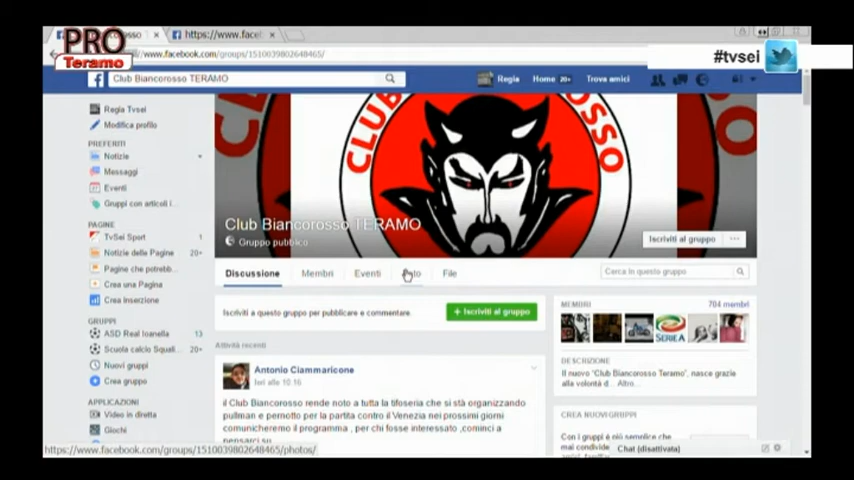 PRO
Teramo
https://www.facel
www.facebook.com/groups/1510039802648465/
#tvsei
Club Biancorosso TERAMO
Regia
Home 20+
Trova amici
CLUB BIANCOROSSO
Regia Tvsei
Modifica profilo
PREFERITI
Notizie
Messaggi
Eventi
Gruppi con articoli i...
PAGINE
TvSei Sport 1
Notizie delle Pagine 20+
Pagine che potrebb...
Crea una Pagina
Crea inserzione
GRUPPI
ASD Real Ioanella 13
Scuola calcio Squali... 20+
Nuovi gruppi
Crea gruppo
APPLICAZIONI
Video in diretta
Giochi
Club Biancorosso TERAMO
Gruppo pubblico
Iscriviti al gruppo
Discussione
Membri
Eventi
File
Cerca in questo gruppo
Iscriviti a questo gruppo per pubblicare e commentare.
+ Iscriviti al gruppo
Attività recenti
Antonio Ciammaricone
Ieri alle 10:16
il Club Biancorosso rende noto a tutta la tifoseria che si stà organizzando
pullman e pernotto per la partita contro il Venezia nei prossimi giorni
comunicheremo il programma , per chi fosse interessato ,cominci a
pensarci su
MEMBRI
704 membri
SERIE A
DESCRIZIONE
Il nuovo "Club Biancorosso Teramo", nasce grazie
alla volontà d... Altro...
CREA NUOVI GRUPPI
Con i gruppi è più semplice che
Chat (disattivata)
https://www.facebook.com/groups/1510039802648465/photos/